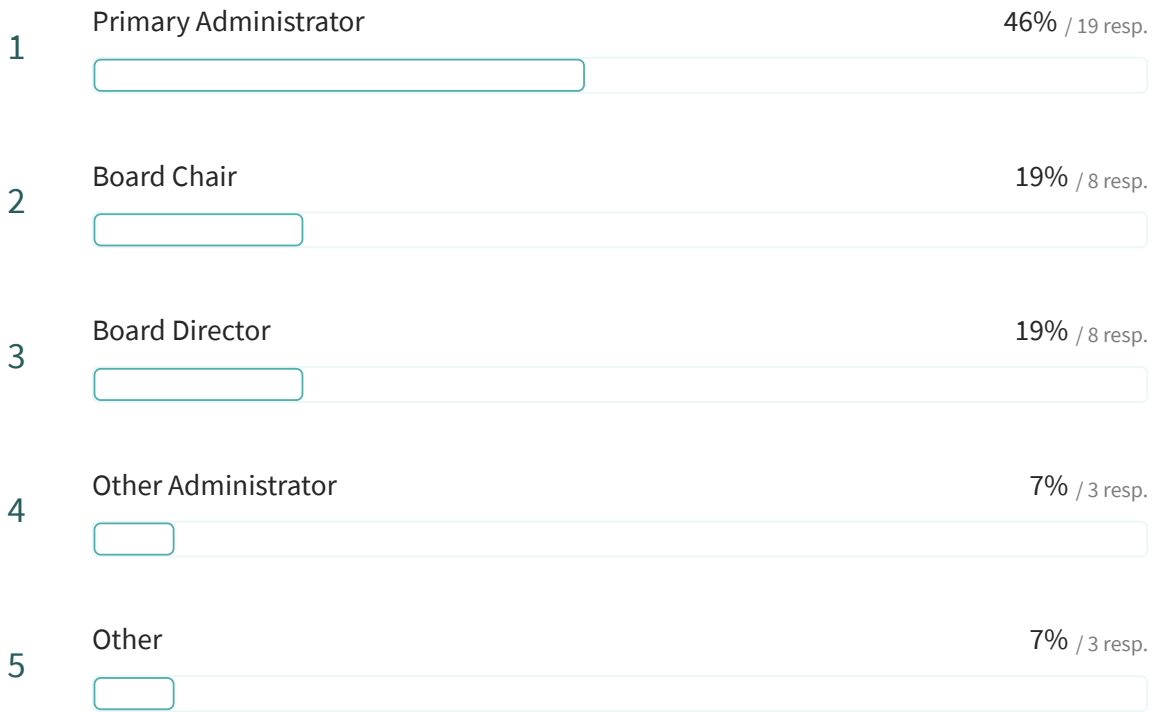 1 Primary Administrator 46% / 19 resp.
2 Board Chair 19% / 8 resp.
3 Board Director 19% / 8 resp.
4 Other Administrator 7% / 3 resp.
5 Other 7% / 3 resp.